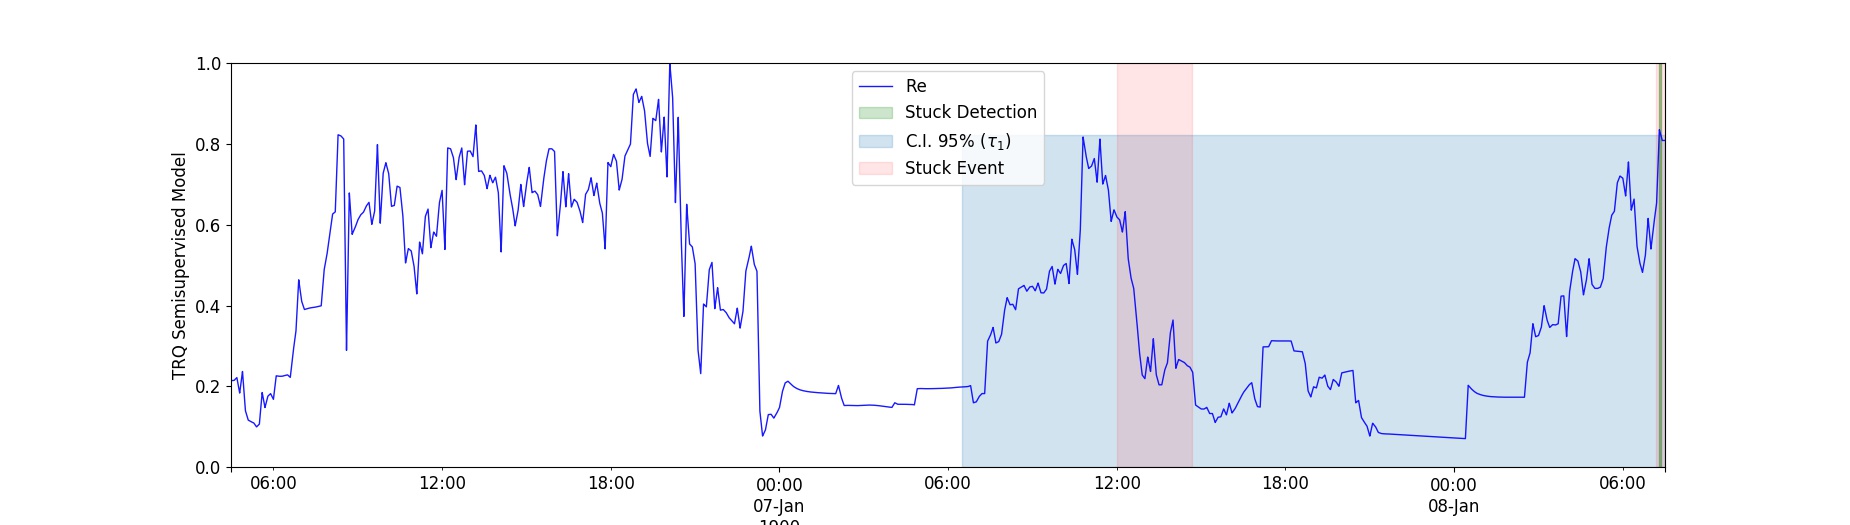 TRQ Semisupervised Model
1.0
0.8
0.6
0.4
0.2
0.0
Re
Stuck Detection
C.I. 95% (τ₁)
Stuck Event
06:00 12:00 18:00 00:00 06:00 12:00 18:00 00:00 06:00
07-Jan 08-Jan
1900